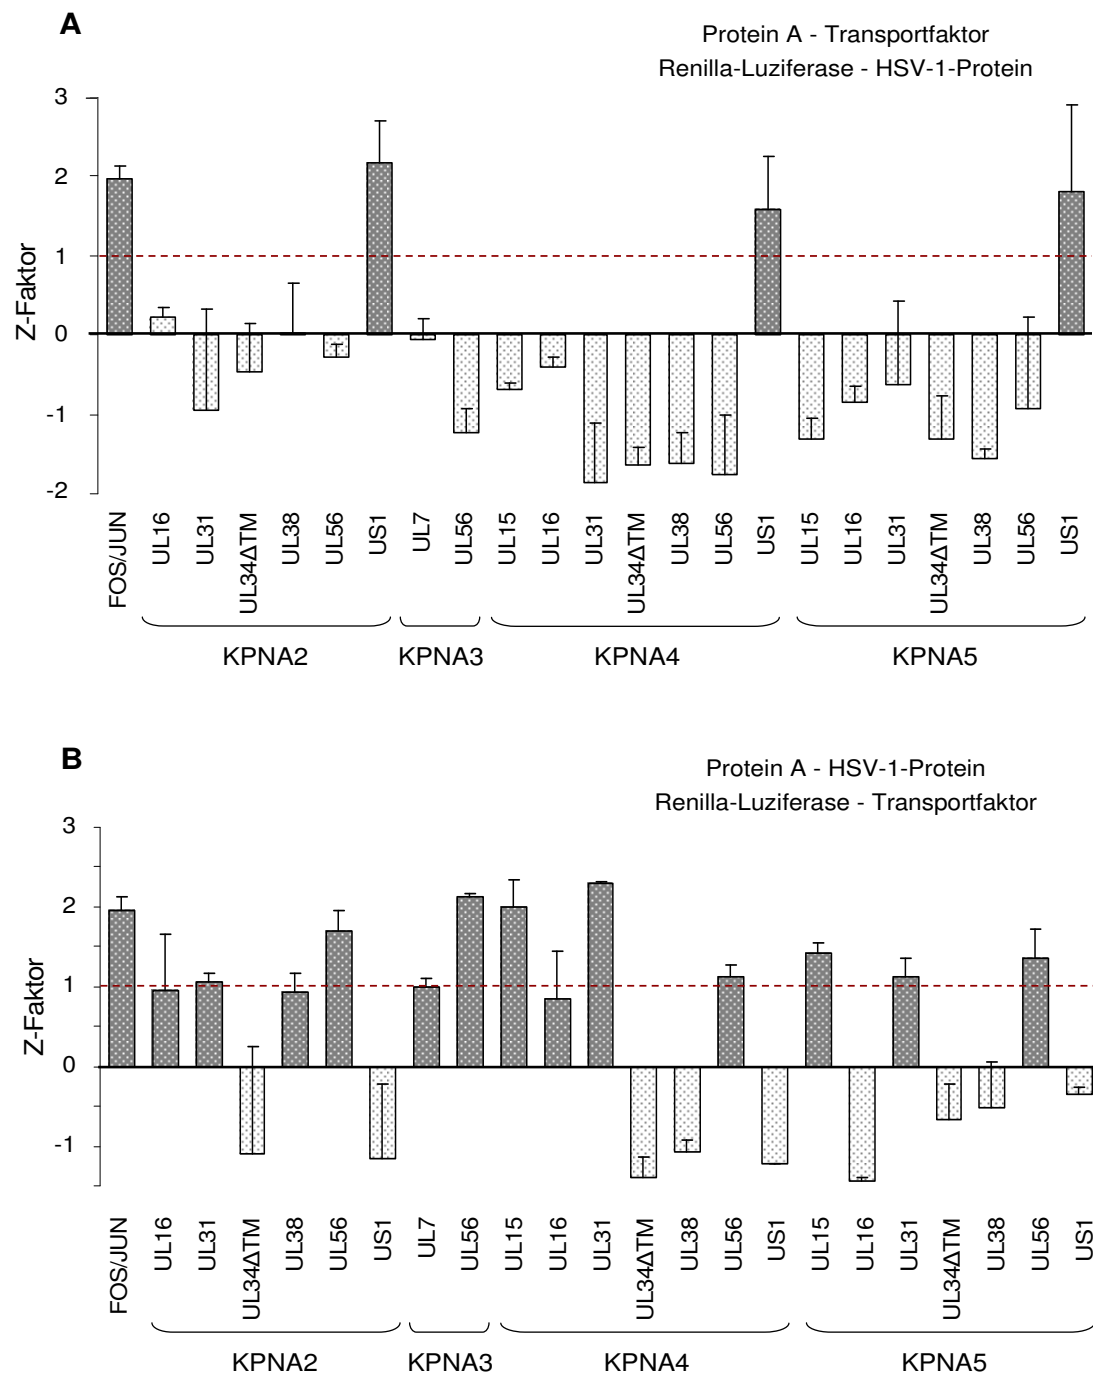 A
Protein A - Transportfaktor
Renilla-Luziferase - HSV-1-Protein
Z-Faktor
3
2
1
0
-1
-2
FOS/JUN UL16 UL31 UL34ΔTM UL38 UL56 US1 UL7 UL56 UL15 UL16 UL31 UL34ΔTM UL38 UL56 US1 UL15 UL16 UL31 UL34ΔTM UL38 UL56 US1
KPNA2 KPNA3 KPNA4 KPNA5
B
Protein A - HSV-1-Protein
Renilla-Luziferase - Transportfaktor
Z-Faktor
3
2
1
0
-1
FOS/JUN UL16 UL31 UL34ΔTM UL38 UL56 US1 UL7 UL56 UL15 UL16 UL31 UL34ΔTM UL38 UL56 US1 UL15 UL16 UL31 UL34ΔTM UL38 UL56 US1
KPNA2 KPNA3 KPNA4 KPNA5